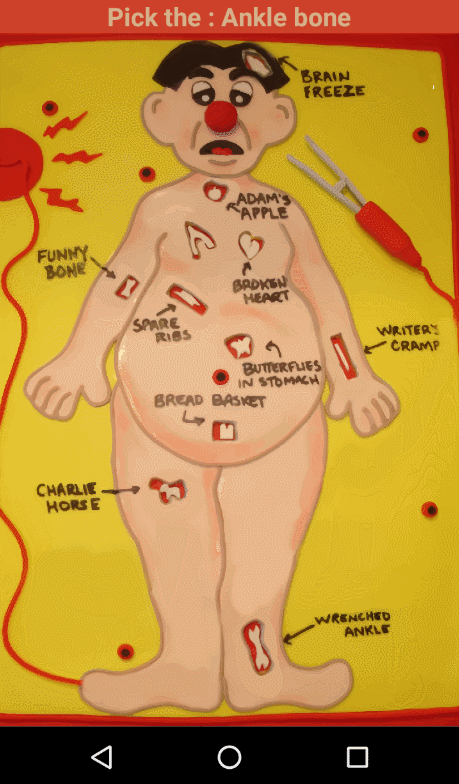 Pick the : Ankle bone
BRAIN
FREEZE
ADAM'S
APPLE
FUNNY
BONE
BROKEN
HEART
SPARE
RIBS
WRITERS
CRAMP
BUTTERFLIES
IN STOMACH
BREAD BASKET
CHARLIE
HORSE
WRENCHED
ANKLE